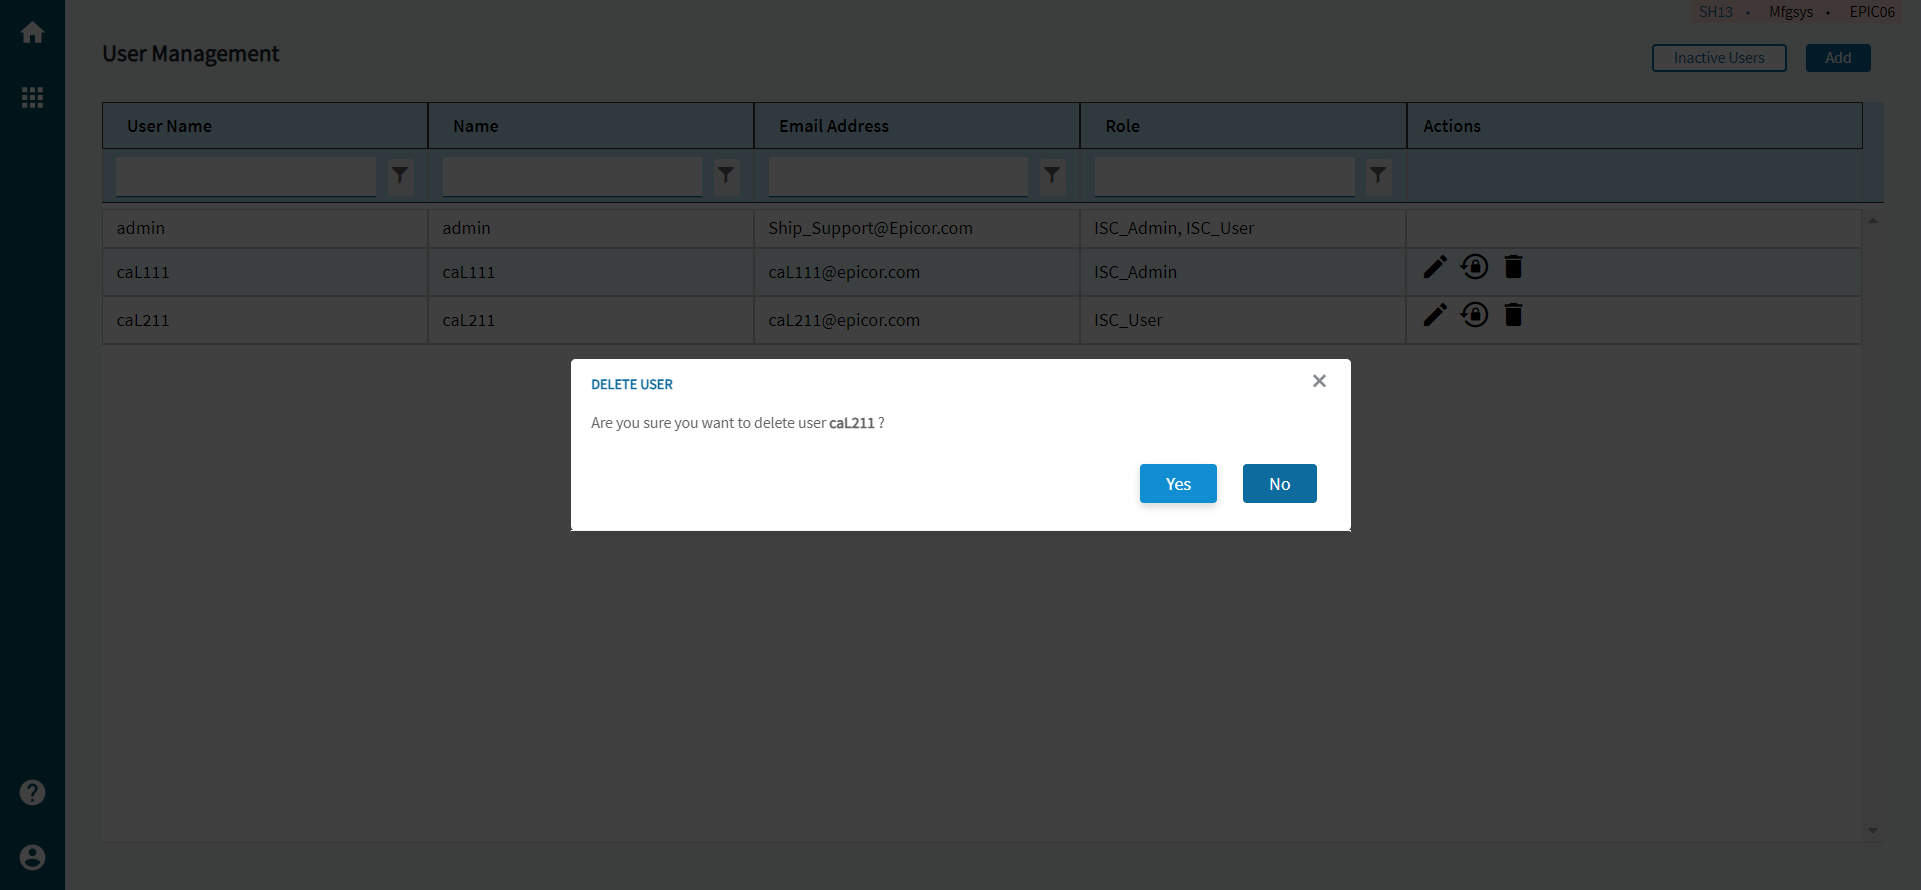 SH13 • Mfgsys • EPIC06
User Management
Inactive Users Add
User Name Name Email Address Role Actions
admin admin Ship_Support@Epicor.com ISC_Admin, ISC_User
caL111 caL111 caL111@epicor.com ISC_Admin
caL211 caL211 caL211@epicor.com ISC_User
DELETE USER
Are you sure you want to delete user caL211 ?
Yes No